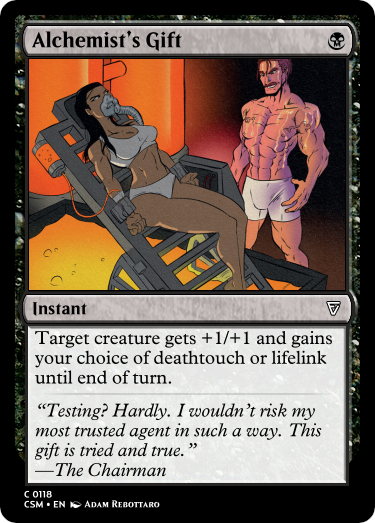 Alchemist's Gift
Instant
Target creature gets +1/+1 and gains
your choice of deathtouch or lifelink
until end of turn.
“Testing? Hardly. I wouldn't risk my
most trusted agent in such a way. This
gift is tried and true.”
—The Chairman
C 0118
CSM • EN Adam Rebottaro